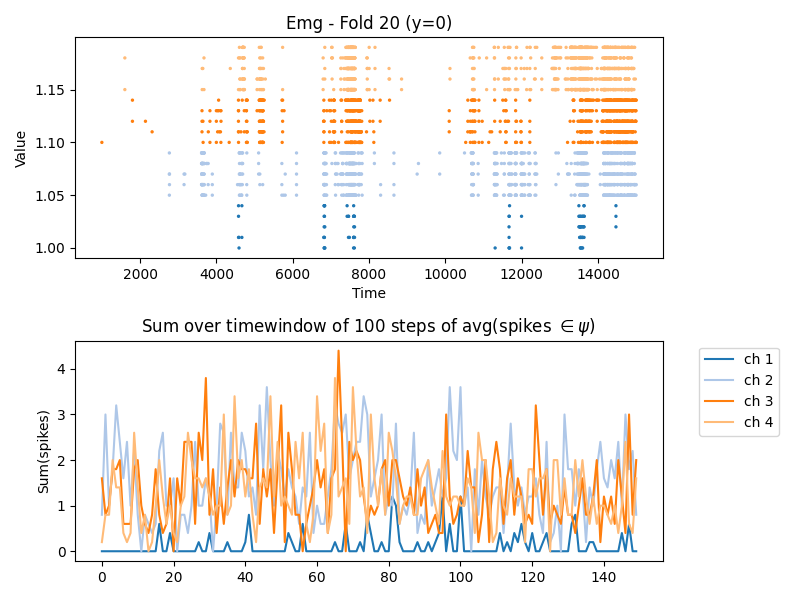 Emg - Fold 20 (y=0)
1.15
1.10
1.05
1.00
Value
2000 4000 6000 8000 10000 12000 14000
Time
Sum over timewindow of 100 steps of avg(spikes ∈ ψ)
4
3
2
1
0
Sum(spikes)
0 20 40 60 80 100 120 140
ch 1
ch 2
ch 3
ch 4